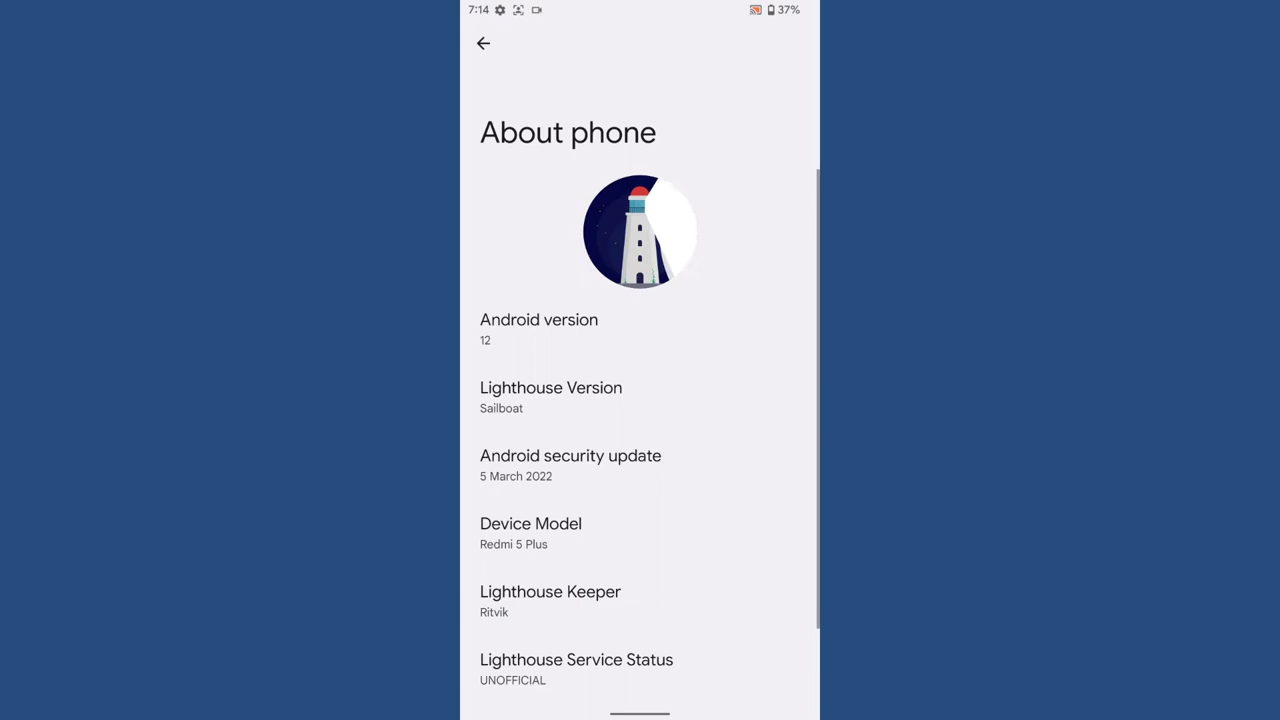 7:14 37%
About phone
Android version
12
Lighthouse Version
Sailboat
Android security update
5 March 2022
Device Model
Redmi 5 Plus
Lighthouse Keeper
Ritvik
Lighthouse Service Status
UNOFFICIAL